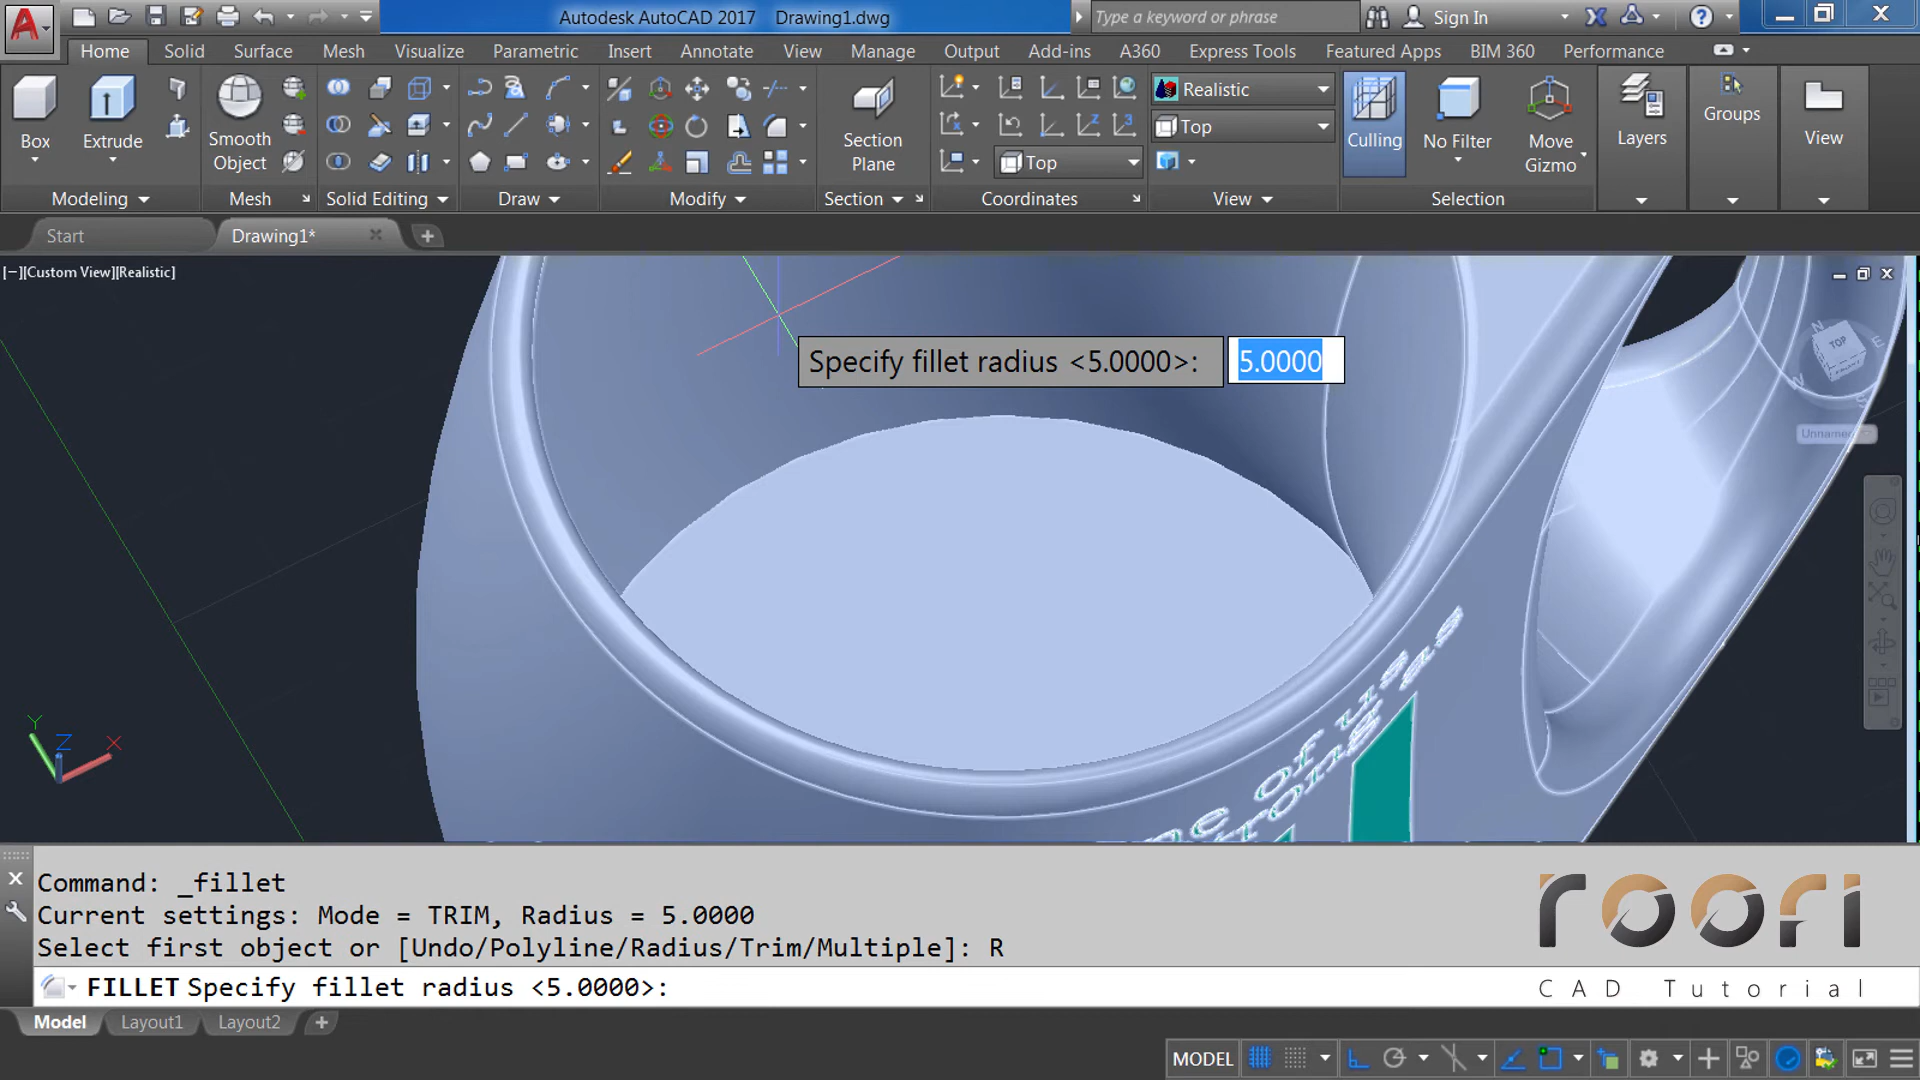 Autodesk AutoCAD 2017 Drawing1.dwg
Type a keyword or phrase
Sign In
Home Solid Surface Mesh Visualize Parametric Insert Annotate View Manage Output Add-ins A360 Express Tools Featured Apps BIM 360 Performance
Box
Extrude
Smooth Object
Section Plane
Realistic
Top
Top
Culling
No Filter
Move Gizmo
Layers
Groups
View
Modeling Mesh Solid Editing Draw Modify Section Coordinates View Selection
Start
Drawing1*
[−][Custom View][Realistic]
TOP
N
E
S
W
Unnamed
Specify fillet radius <5.0000>: 5.0000
of us
Y
Z
X
Command: _fillet
Current settings: Mode = TRIM, Radius = 5.0000
Select first object or [Undo/Polyline/Radius/Trim/Multiple]: R
FILLET Specify fillet radius <5.0000>:
roofi
CAD Tutorial
Model Layout1 Layout2
MODEL